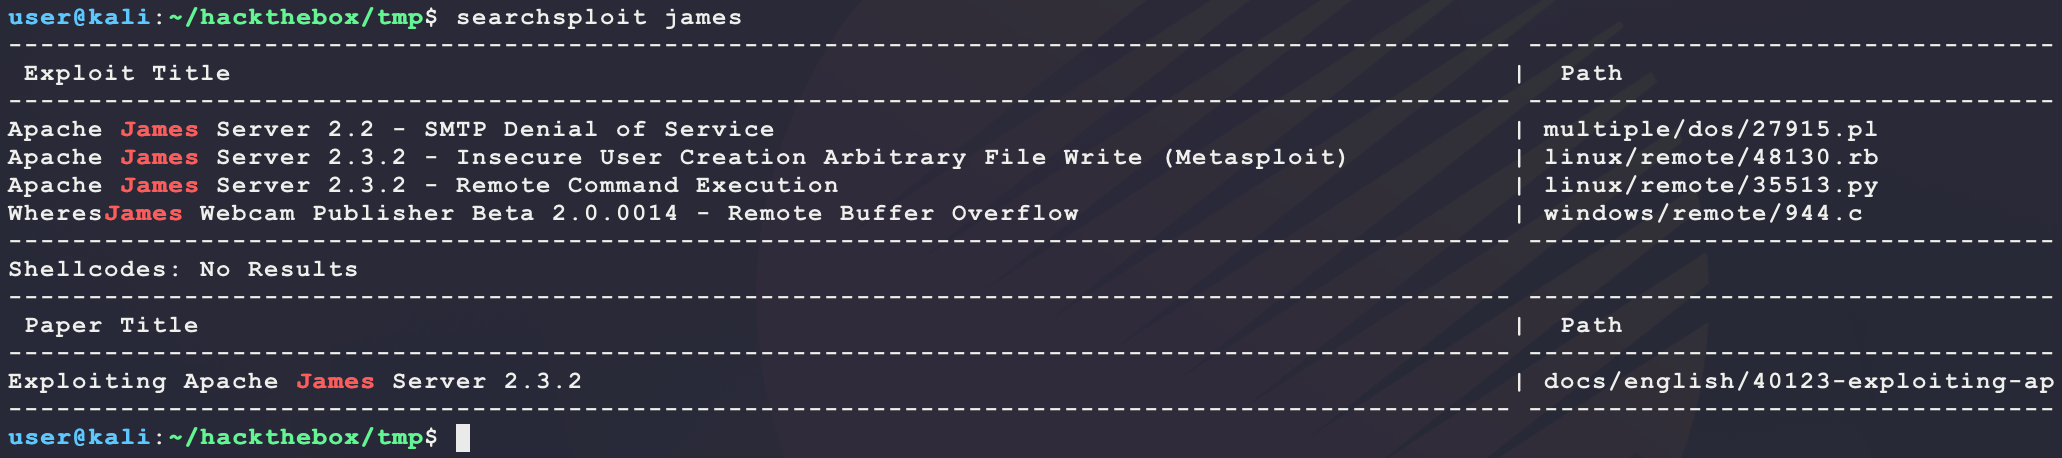 user@kali:~/hackthebox/tmp$ searchsploit james
---------------------------------------------------------------------------------------------- ---------------------------------
 Exploit Title                                                                                |  Path
---------------------------------------------------------------------------------------------- ---------------------------------
Apache James Server 2.2 - SMTP Denial of Service                                              | multiple/dos/27915.pl
Apache James Server 2.3.2 - Insecure User Creation Arbitrary File Write (Metasploit)          | linux/remote/48130.rb
Apache James Server 2.3.2 - Remote Command Execution                                          | linux/remote/35513.py
WheresJames Webcam Publisher Beta 2.0.0014 - Remote Buffer Overflow                           | windows/remote/944.c
---------------------------------------------------------------------------------------------- ---------------------------------
Shellcodes: No Results
---------------------------------------------------------------------------------------------- ---------------------------------
 Paper Title                                                                                  |  Path
---------------------------------------------------------------------------------------------- ---------------------------------
Exploiting Apache James Server 2.3.2                                                          | docs/english/40123-exploiting-ap
---------------------------------------------------------------------------------------------- ---------------------------------
user@kali:~/hackthebox/tmp$